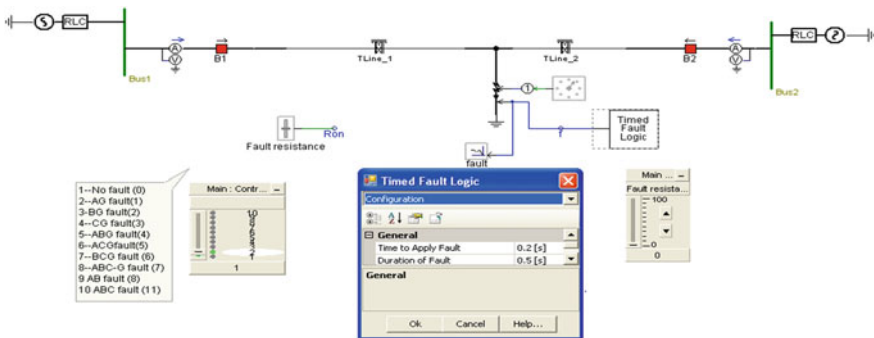 RLC
RLC
A
V
B1
TLine_1
TLine_2
B2
A
V
Bus1
Bus2
1
Timed
Fault
Logic
Ron
Fault resistance
fault
1--No fault (0)
2--AG fault(1)
3-BG fault(2)
4--CG fault(3)
5--ABG fault(4)
6--ACGfault(5)
7--BCG fault (6)
8--ABC-G fault (7)
9 AB fault (8)
10 ABC fault (11)
Main : Contr...
10
1
Timed Fault Logic
Configuration
General
Time to Apply Fault 0.2 [s]
Duration of Fault 0.5 [s]
General
Ok Cancel Help...
Main ...
Fault resista...
100
0
0